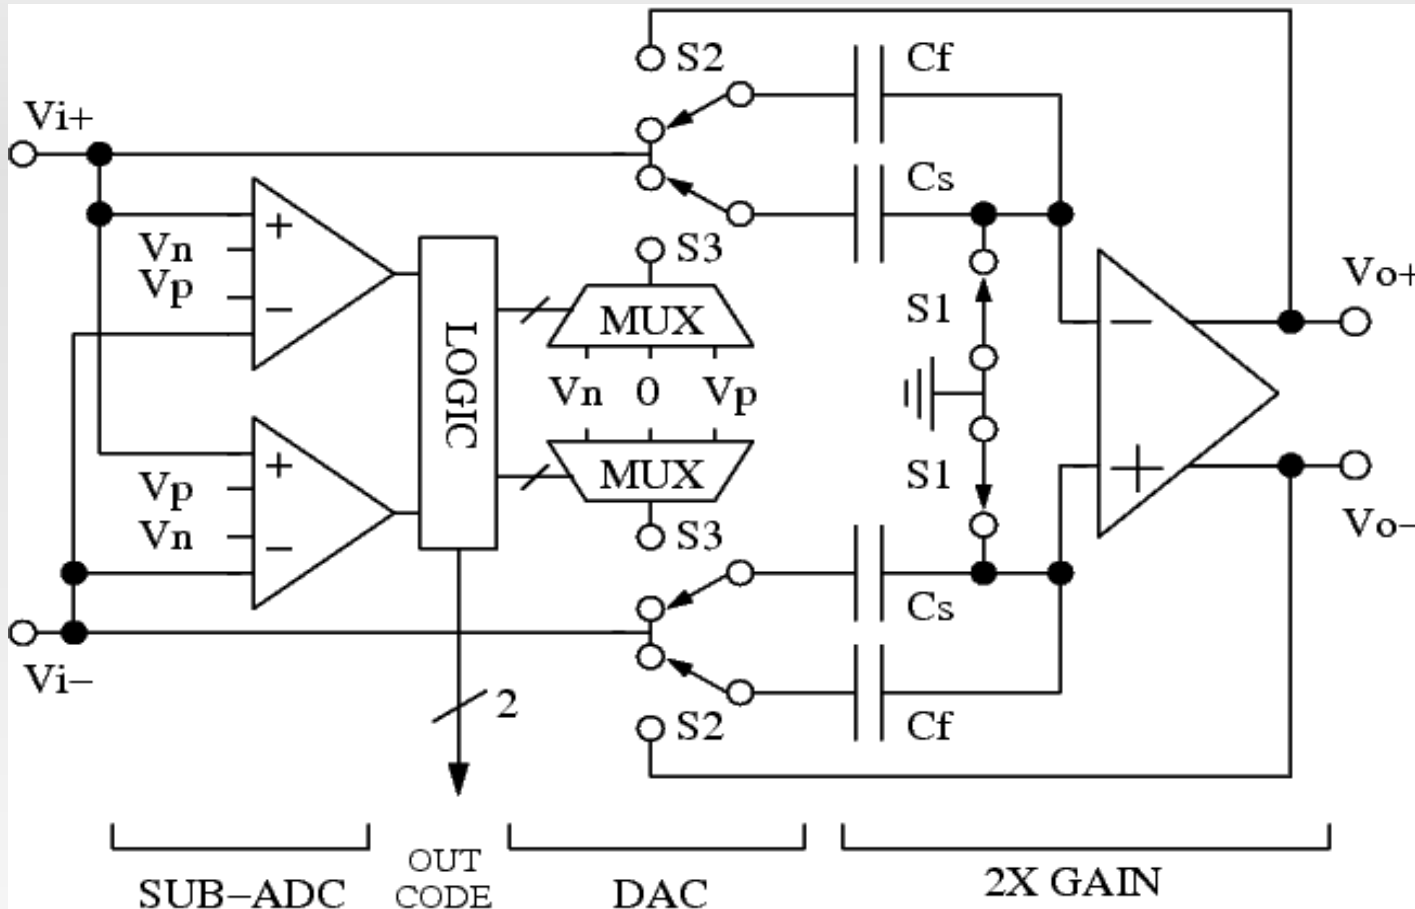 S2
Cf
Vi+
+
Cs
Vn
Vp
−
S3
Vo+
MUX
S1
−
LOGIC
Vn 0 Vp
+
Vp
MUX
S1
+
Vn
−
S3
Vo−
Cs
Vi−
2
S2
Cf
SUB−ADC
OUT
CODE
DAC
2X GAIN